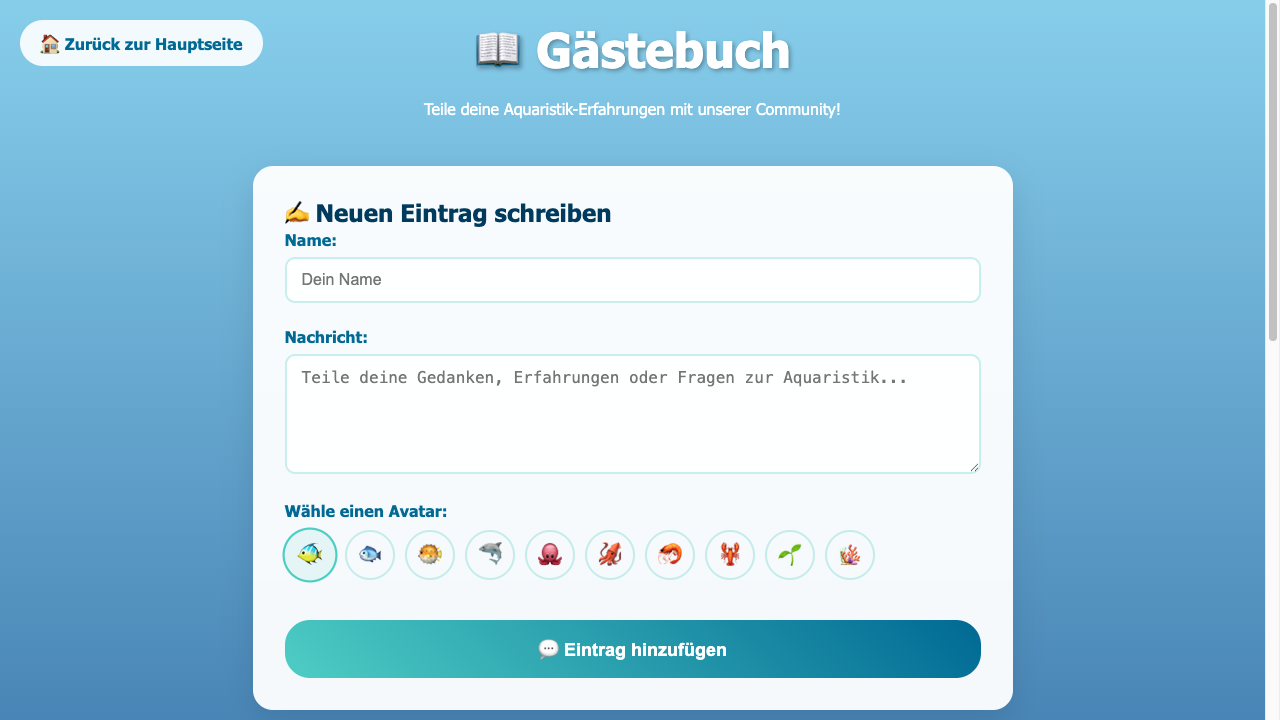 🏠 Zurück zur Hauptseite
📖 Gästebuch
Teile deine Aquaristik-Erfahrungen mit unserer Community!
✍️ Neuen Eintrag schreiben
Name:
Dein Name
Nachricht:
Teile deine Gedanken, Erfahrungen oder Fragen zur Aquaristik...
Wähle einen Avatar:
💬 Eintrag hinzufügen